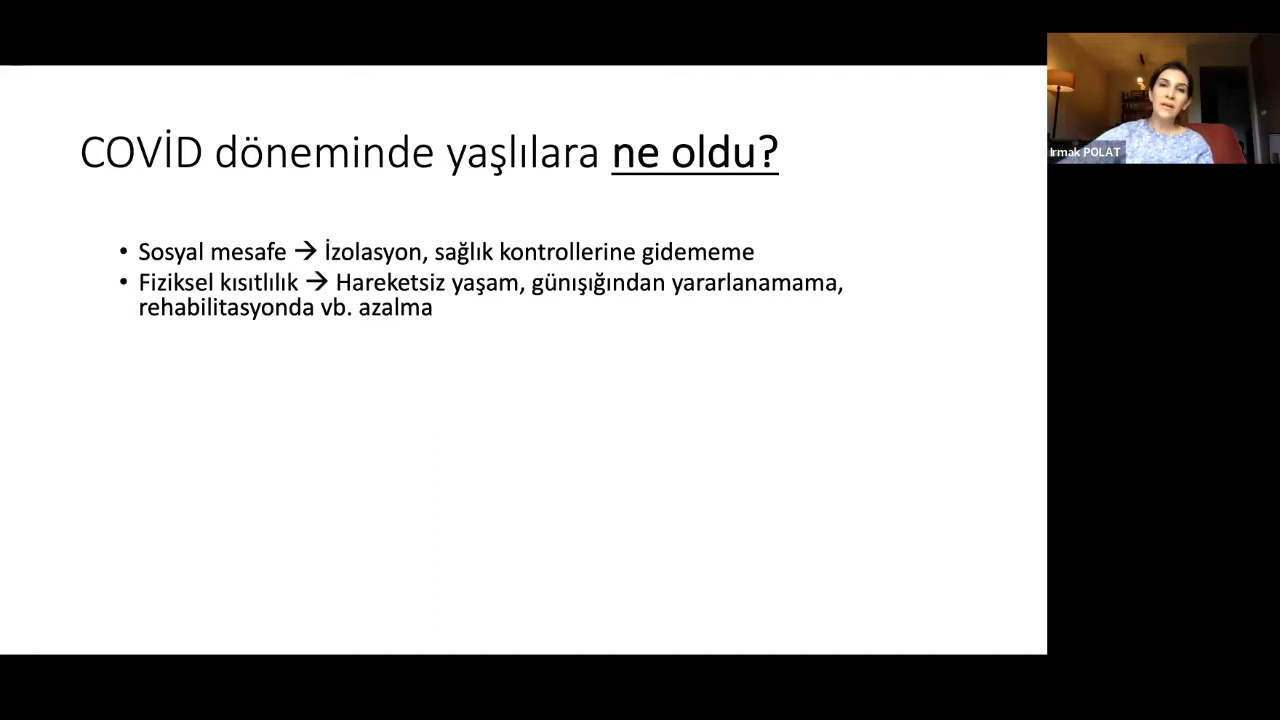 COVİD döneminde yaşlılara ne oldu?
• Sosyal mesafe → İzolasyon, sağlık kontrollerine gidememe
• Fiziksel kısıtlılık → Hareketsiz yaşam, günışığından yararlanamama,
rehabilitasyonda vb. azalma
Irmak POLAT